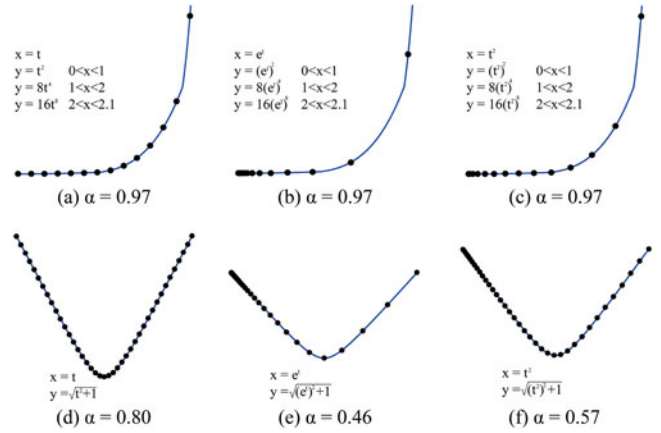 x = t
y = t² 0<x<1
y = 8t⁴ 1<x<2
y = 16t⁸ 2<x<2.1
(a) α = 0.97
x = eᵗ
y = (eᵗ)² 0<x<1
y = 8(eᵗ)⁴ 1<x<2
y = 16(eᵗ)⁸ 2<x<2.1
(b) α = 0.97
x = t²
y = (t²)² 0<x<1
y = 8(t²)⁴ 1<x<2
y = 16(t²)⁸ 2<x<2.1
(c) α = 0.97
x = t
y = √t²+1
(d) α = 0.80
x = eᵗ
y = √(eᵗ)²+1
(e) α = 0.46
x = t²
y = √(t²)²+1
(f) α = 0.57